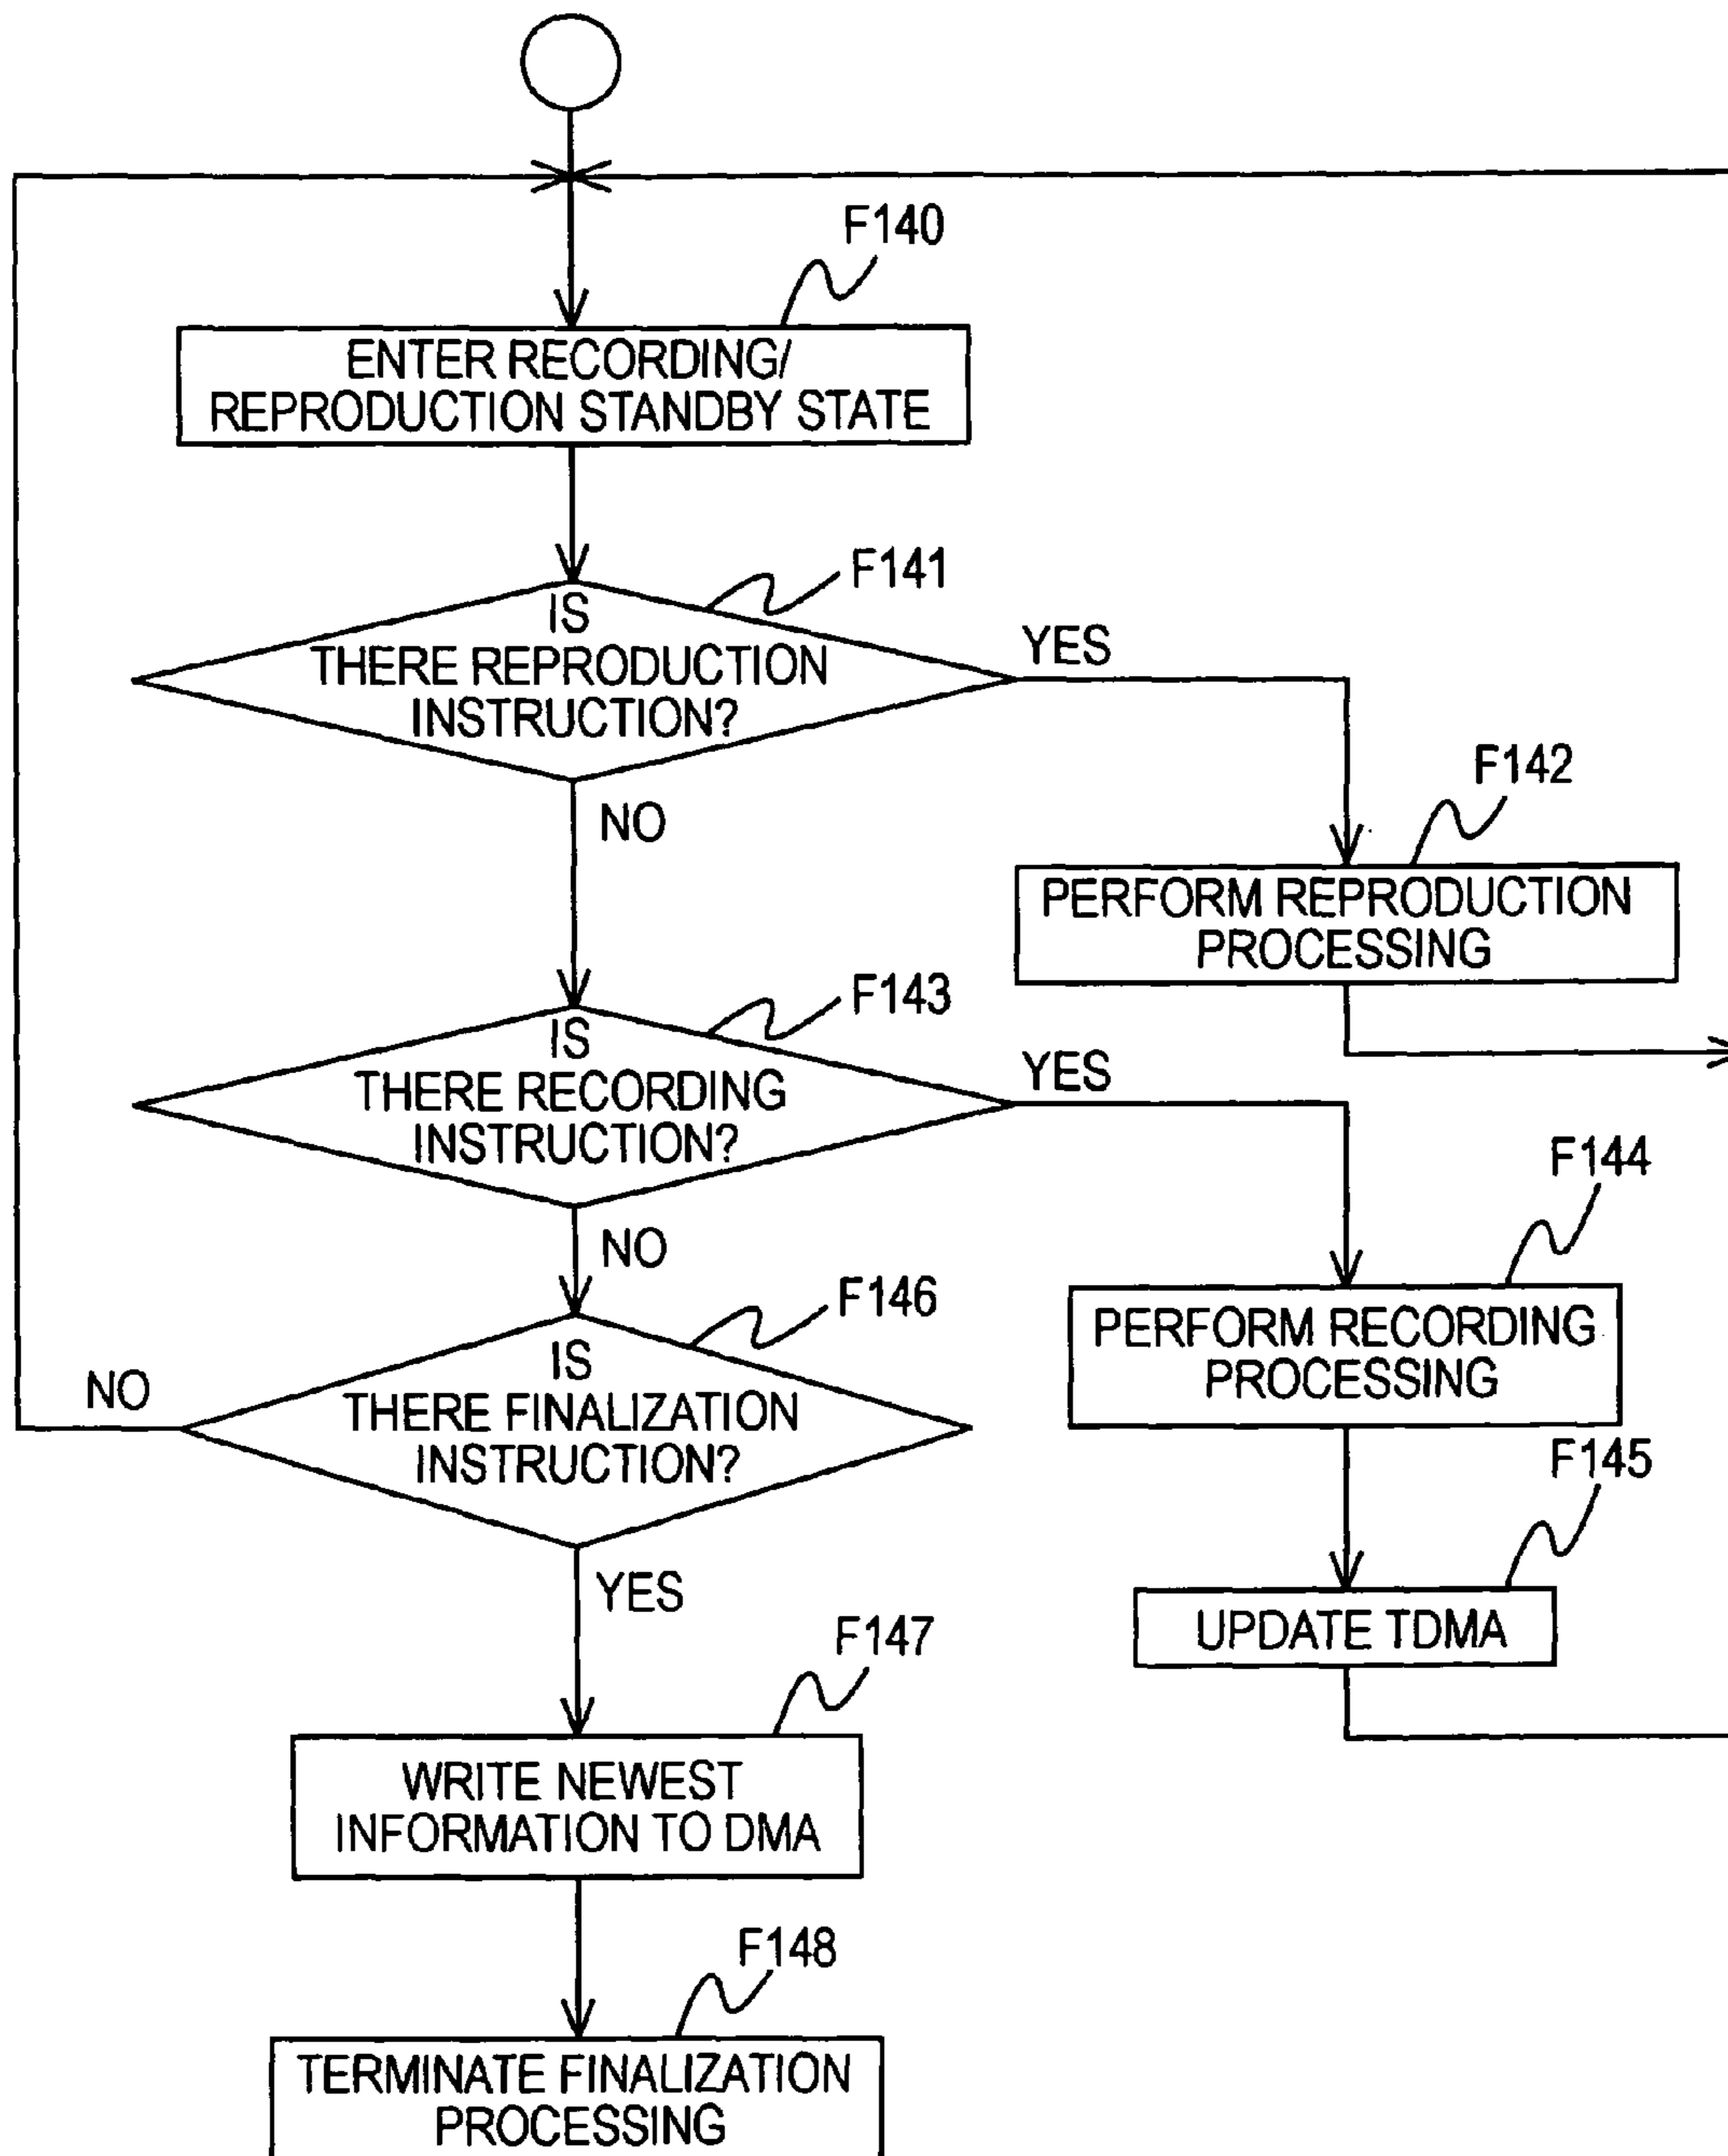 F140
ENTER RECORDING/
REPRODUCTION STANDBY STATE
F141
IS
THERE REPRODUCTION
INSTRUCTION?
YES
NO
F142
PERFORM REPRODUCTION
PROCESSING
F143
IS
THERE RECORDING
INSTRUCTION?
YES
NO
F144
PERFORM RECORDING
PROCESSING
F146
IS
THERE FINALIZATION
INSTRUCTION?
NO
YES
F145
UPDATE TDMA
F147
WRITE NEWEST
INFORMATION TO DMA
F148
TERMINATE FINALIZATION
PROCESSING